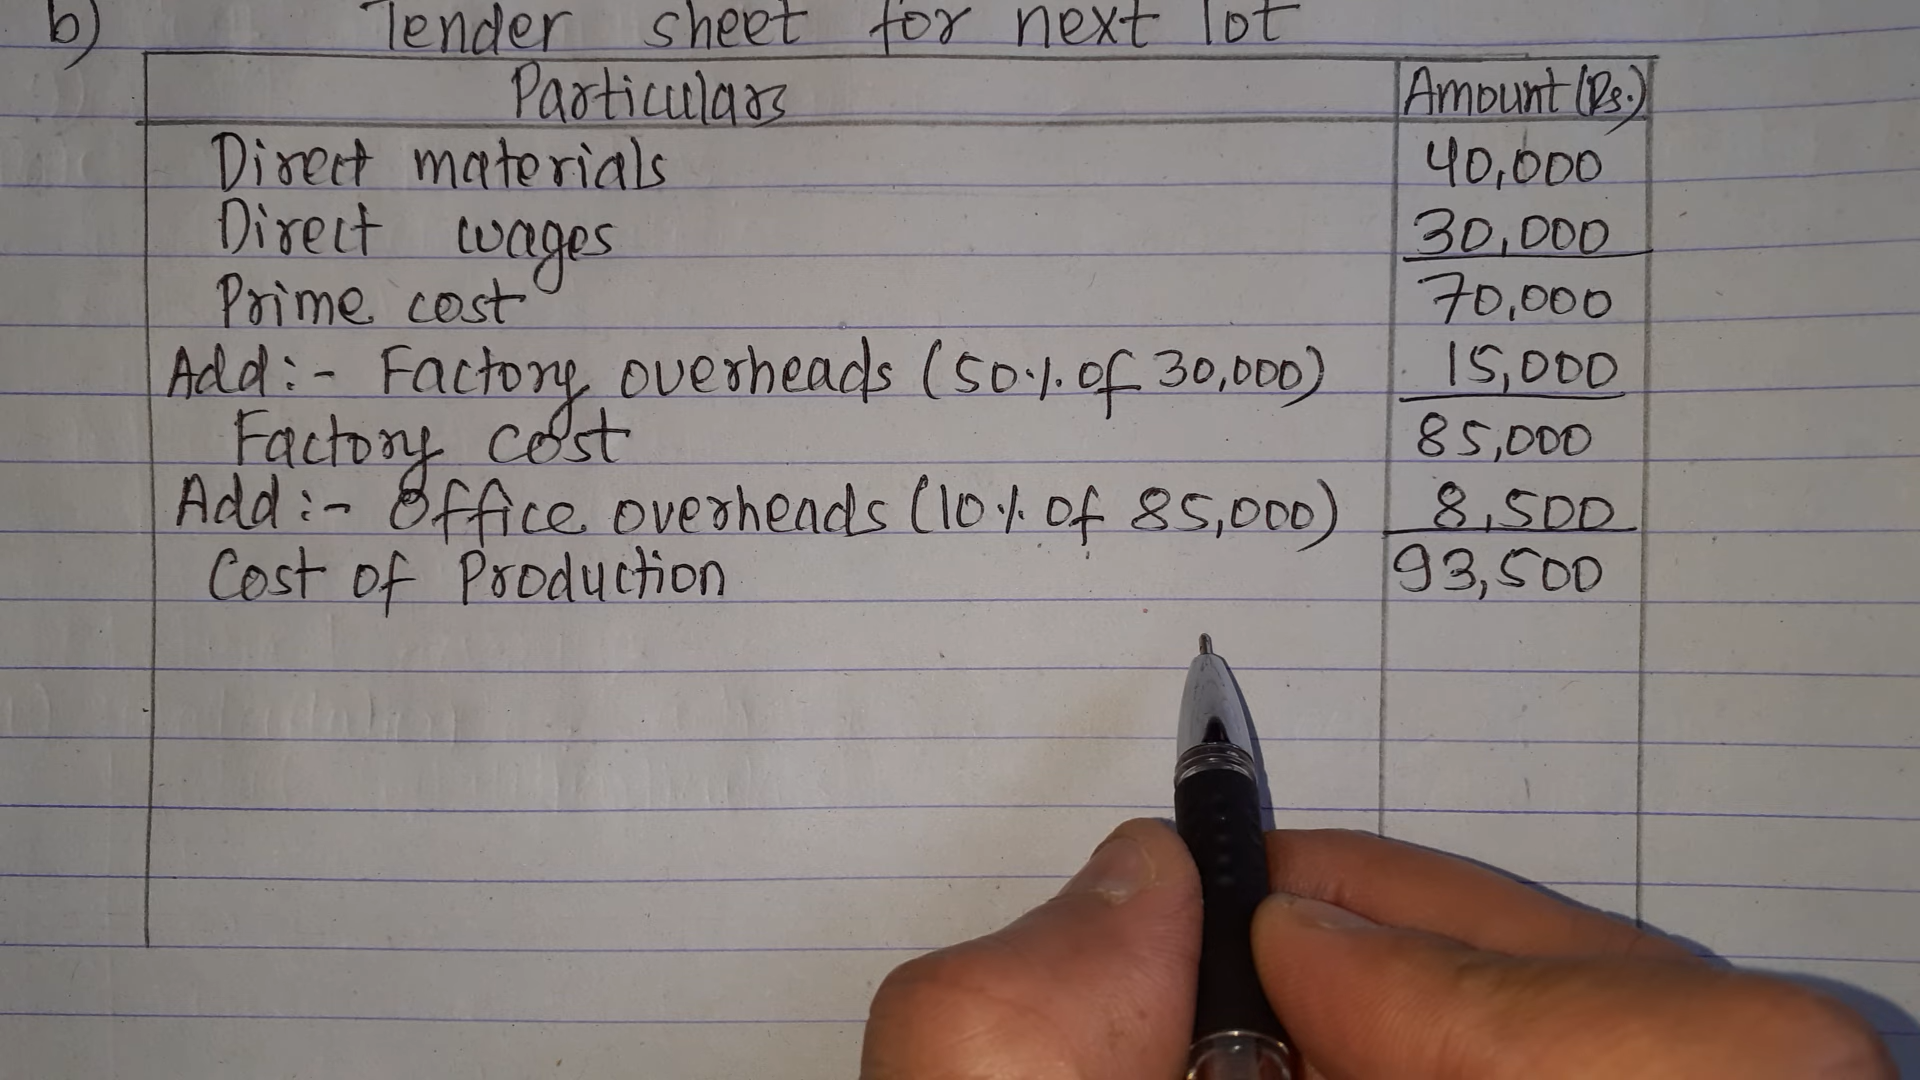 b) Tender sheet for next lot
Particulars Amount (Rs.)
Direct materials 40,000
Direct wages 30,000
Prime cost 70,000
Add:- Factory overheads (50% of 30,000) 15,000
Factory cost 85,000
Add:- Office overheads (10% of 85,000) 8,500
Cost of Production 93,500